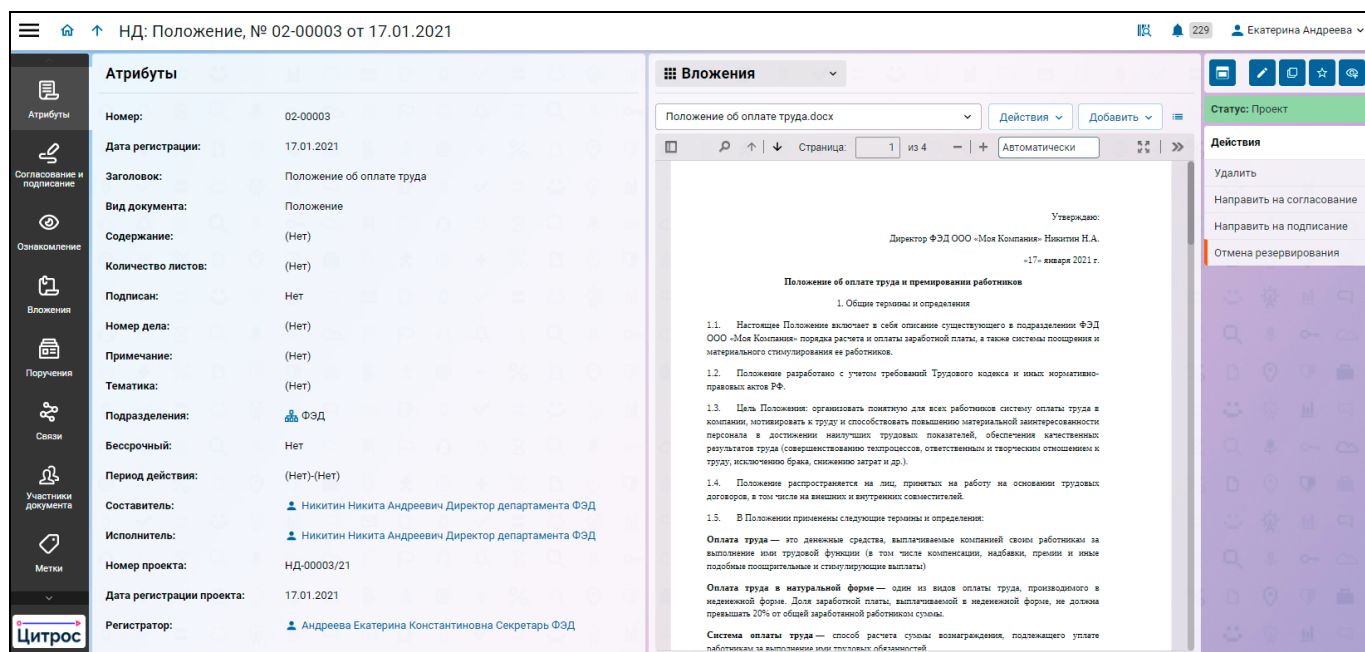 НД: Положение, № 02-00003 от 17.01.2021
229
Екатерина Андреева
Атрибуты
Согласование и
подписание
Ознакомление
Вложения
Поручения
Связи
Участники
документа
Метки
Цитрос
Атрибуты
Номер: 02-00003
Дата регистрации: 17.01.2021
Заголовок: Положение об оплате труда
Вид документа: Положение
Содержание: (Нет)
Количество листов: (Нет)
Подписан: Нет
Номер дела: (Нет)
Примечание: (Нет)
Тематика: (Нет)
Подразделения: ФЭД
Бессрочный: Нет
Период действия: (Нет)-(Нет)
Составитель: Никитин Никита Андреевич Директор департамента ФЭД
Исполнитель: Никитин Никита Андреевич Директор департамента ФЭД
Номер проекта: НД-00003/21
Дата регистрации проекта: 17.01.2021
Регистратор: Андреева Екатерина Константиновна Секретарь ФЭД
Вложения
Положение об оплате труда.docx
Действия
Добавить
Страница: 1 из 4
Автоматически
Утверждаю:
Директор ФЭД ООО «Моя Компания» Никитин Н.А.
«17» января 2021 г.
Положение об оплате труда и премировании работников
1. Общие термины и определения
1.1. Настоящее Положение включает в себя описание существующего в подразделении ФЭД
ООО «Моя Компания» порядка расчета и оплаты заработной платы, а также системы поощрения и
материального стимулирования ее работников.
1.2. Положение разработано с учетом требований Трудового кодекса и иных нормативно-
правовых актов РФ.
1.3. Цель Положения: организовать понятную для всех работников систему оплаты труда в
компании, мотивировать к труду и способствовать повышению материальной заинтересованности
персонала в достижении наилучших трудовых показателей, обеспечения качественных
результатов труда (совершенствованию техпроцессов, ответственным и творческим отношением к
труду, исключению брака, снижению затрат и др.).
1.4. Положение распространяется на лиц, принятых на работу на основании трудовых
договоров, в том числе на внешних и внутренних совместителей.
1.5. В Положении применены следующие термины и определения:
Оплата труда — это денежные средства, выплачиваемые компанией своим работникам за
выполнение ими трудовой функции (в том числе компенсации, надбавки, премии и иные
подобные поощрительные и стимулирующие выплаты)
Оплата труда в натуральной форме — один из видов оплаты труда, производимого в
неденежной форме. Доля заработной платы, выплачиваемой в неденежной форме, не должна
превышать 20% от общей заработанной работником суммы.
Система оплаты труда — способ расчета суммы вознаграждения, подлежащего уплате
работникам за выполнение ими трудовых обязанностей
Статус: Проект
Действия
Удалить
Направить на согласование
Направить на подписание
Отмена резервирования